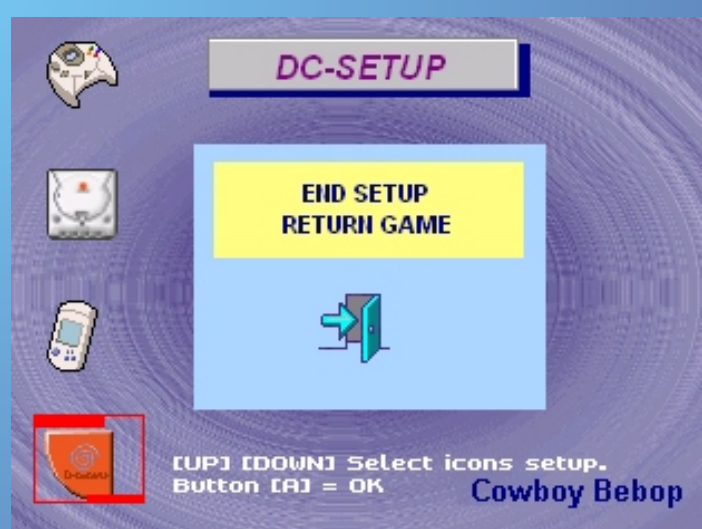 DC-SETUP
END SETUP
RETURN GAME
[UP] [DOWN] Select icons setup.
Button [A] = OK
Cowboy Bebop